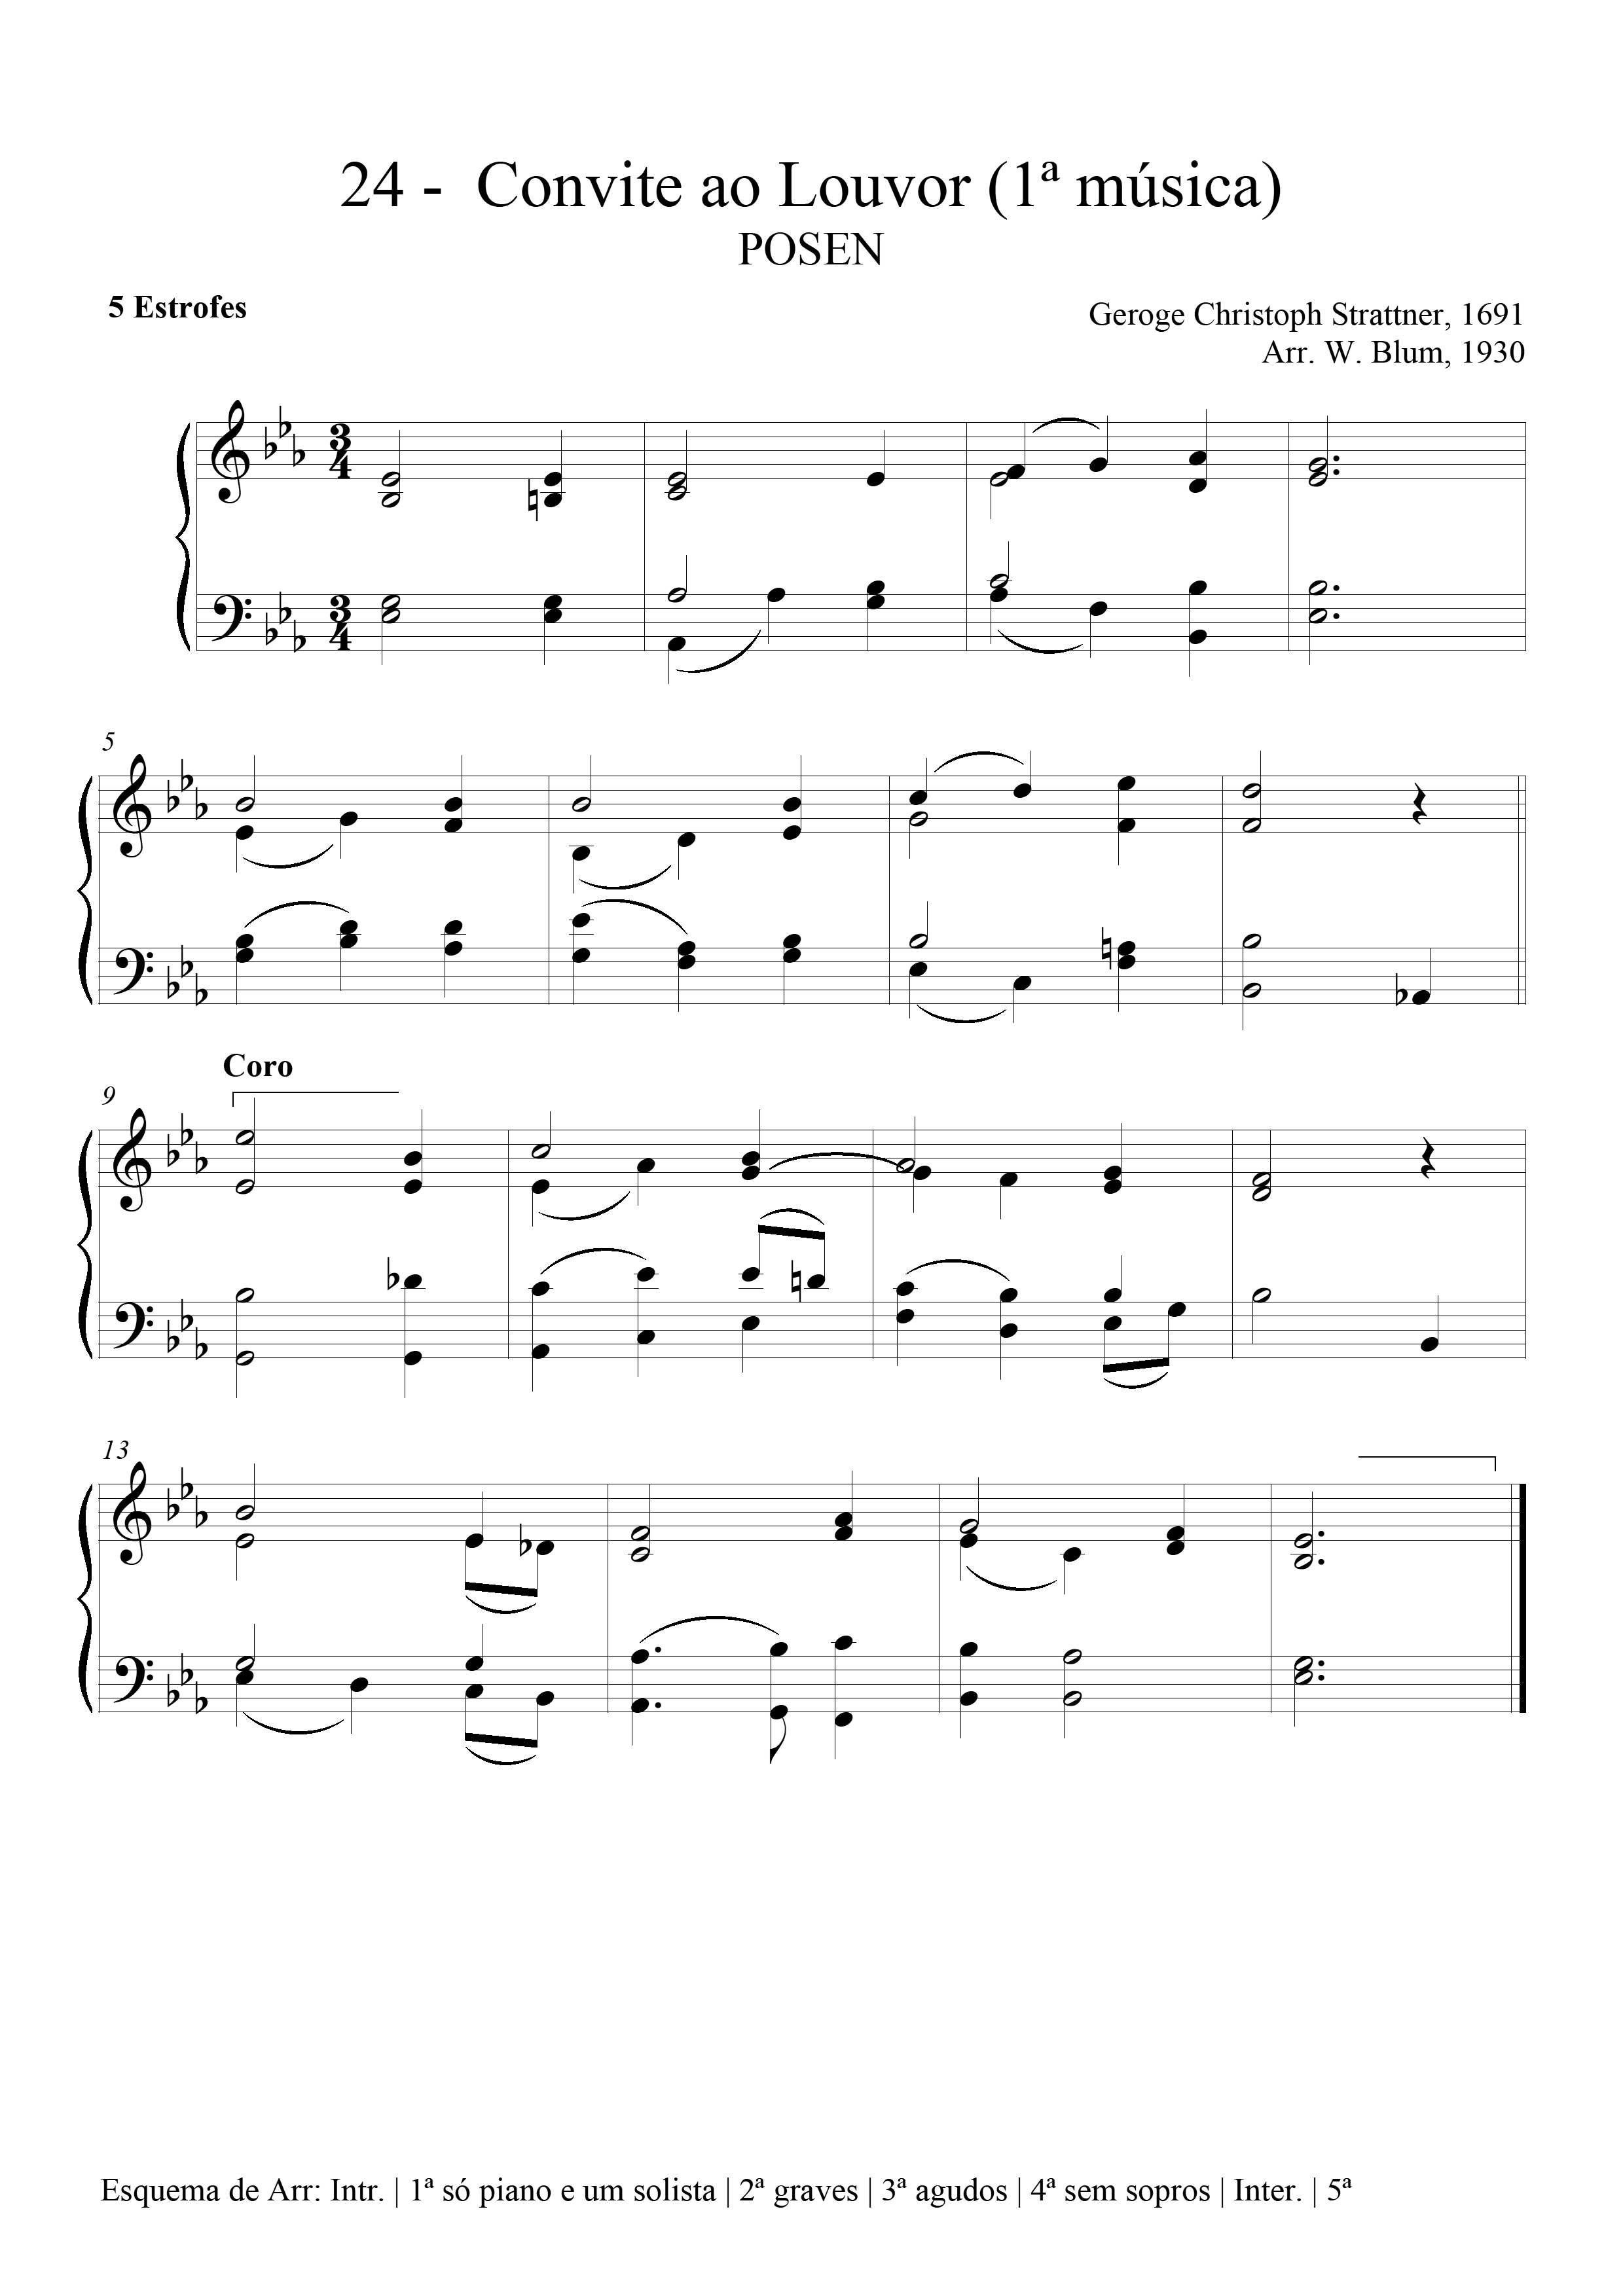 24 - Convite ao Louvor (1ª música)
POSEN
5 Estrofes
Geroge Christoph Strattner, 1691
Arr. W. Blum, 1930
3
4
3
4
5
Coro
9
13
Esquema de Arr: Intr. | 1ª só piano e um solista | 2ª graves | 3ª agudos | 4ª sem sopros | Inter. | 5ª